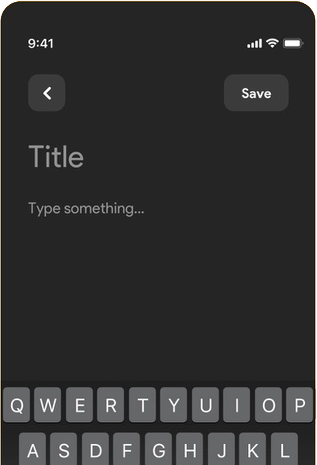 9:41
Save
Title
Type something...
Q W E R T Y U I O P
A S D F G H J K L